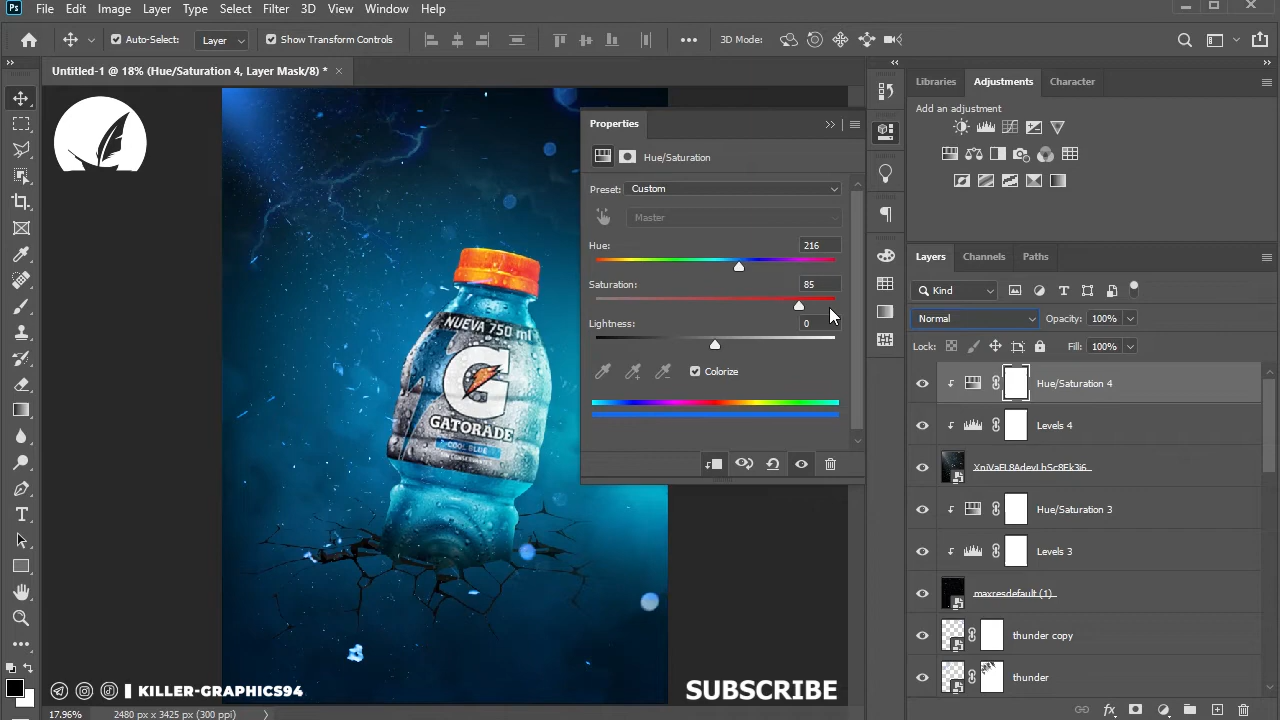 Ps File Edit Image Layer Type Select Filter 3D View Window Help
Auto-Select: Layer Show Transform Controls 3D Mode:
Untitled-1 @ 18% (Hue/Saturation 4, Layer Mask/8) *
Libraries Adjustments Character
Add an adjustment
Properties
Hue/Saturation
Preset: Custom
Master
Hue: 216
Saturation: 85
Lightness: 0
Colorize
Layers Channels Paths
Kind
Normal Opacity: 100%
Lock: Fill: 100%
Hue/Saturation 4
Levels 4
Hue/Saturation 3
Levels 3
maxresdefault (1)
thunder copy
thunder
NUEVA 750 ml
G
GATORADE
COOL BLUE
KILLER-GRAPHICS94
SUBSCRIBE
17.96% 2480 px x 3425 px (300 ppi)
fx